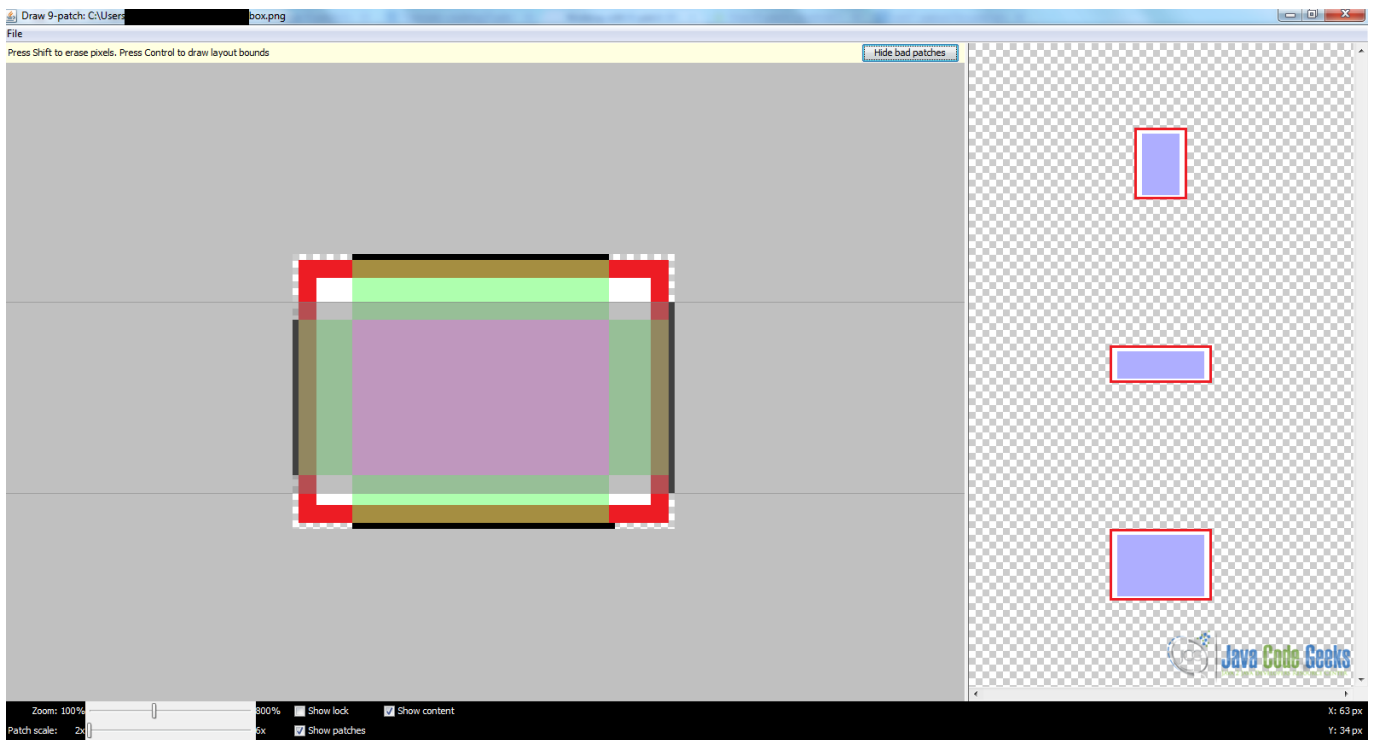 Draw 9-patch: C:\Users box.png
File
Press Shift to erase pixels. Press Control to draw layout bounds
Hide bad patches
Java Code Geeks
Zoom: 100% 800% Show lock Show content X: 63 px
Patch scale: 2x 6x Show patches Y: 34 px